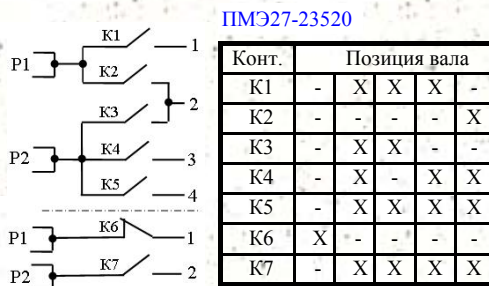 ПМЭ27-23520
К1
1
P1
К2
К3
2
P2
К4
3
К5
4
P1
К6
1
К7
P2
2
Конт. Позиция вала
К1 - X X X -
К2 - - - - X
К3 - X X - -
К4 - X - X X
К5 - X X X X
К6 X - - - -
К7 - X X X X